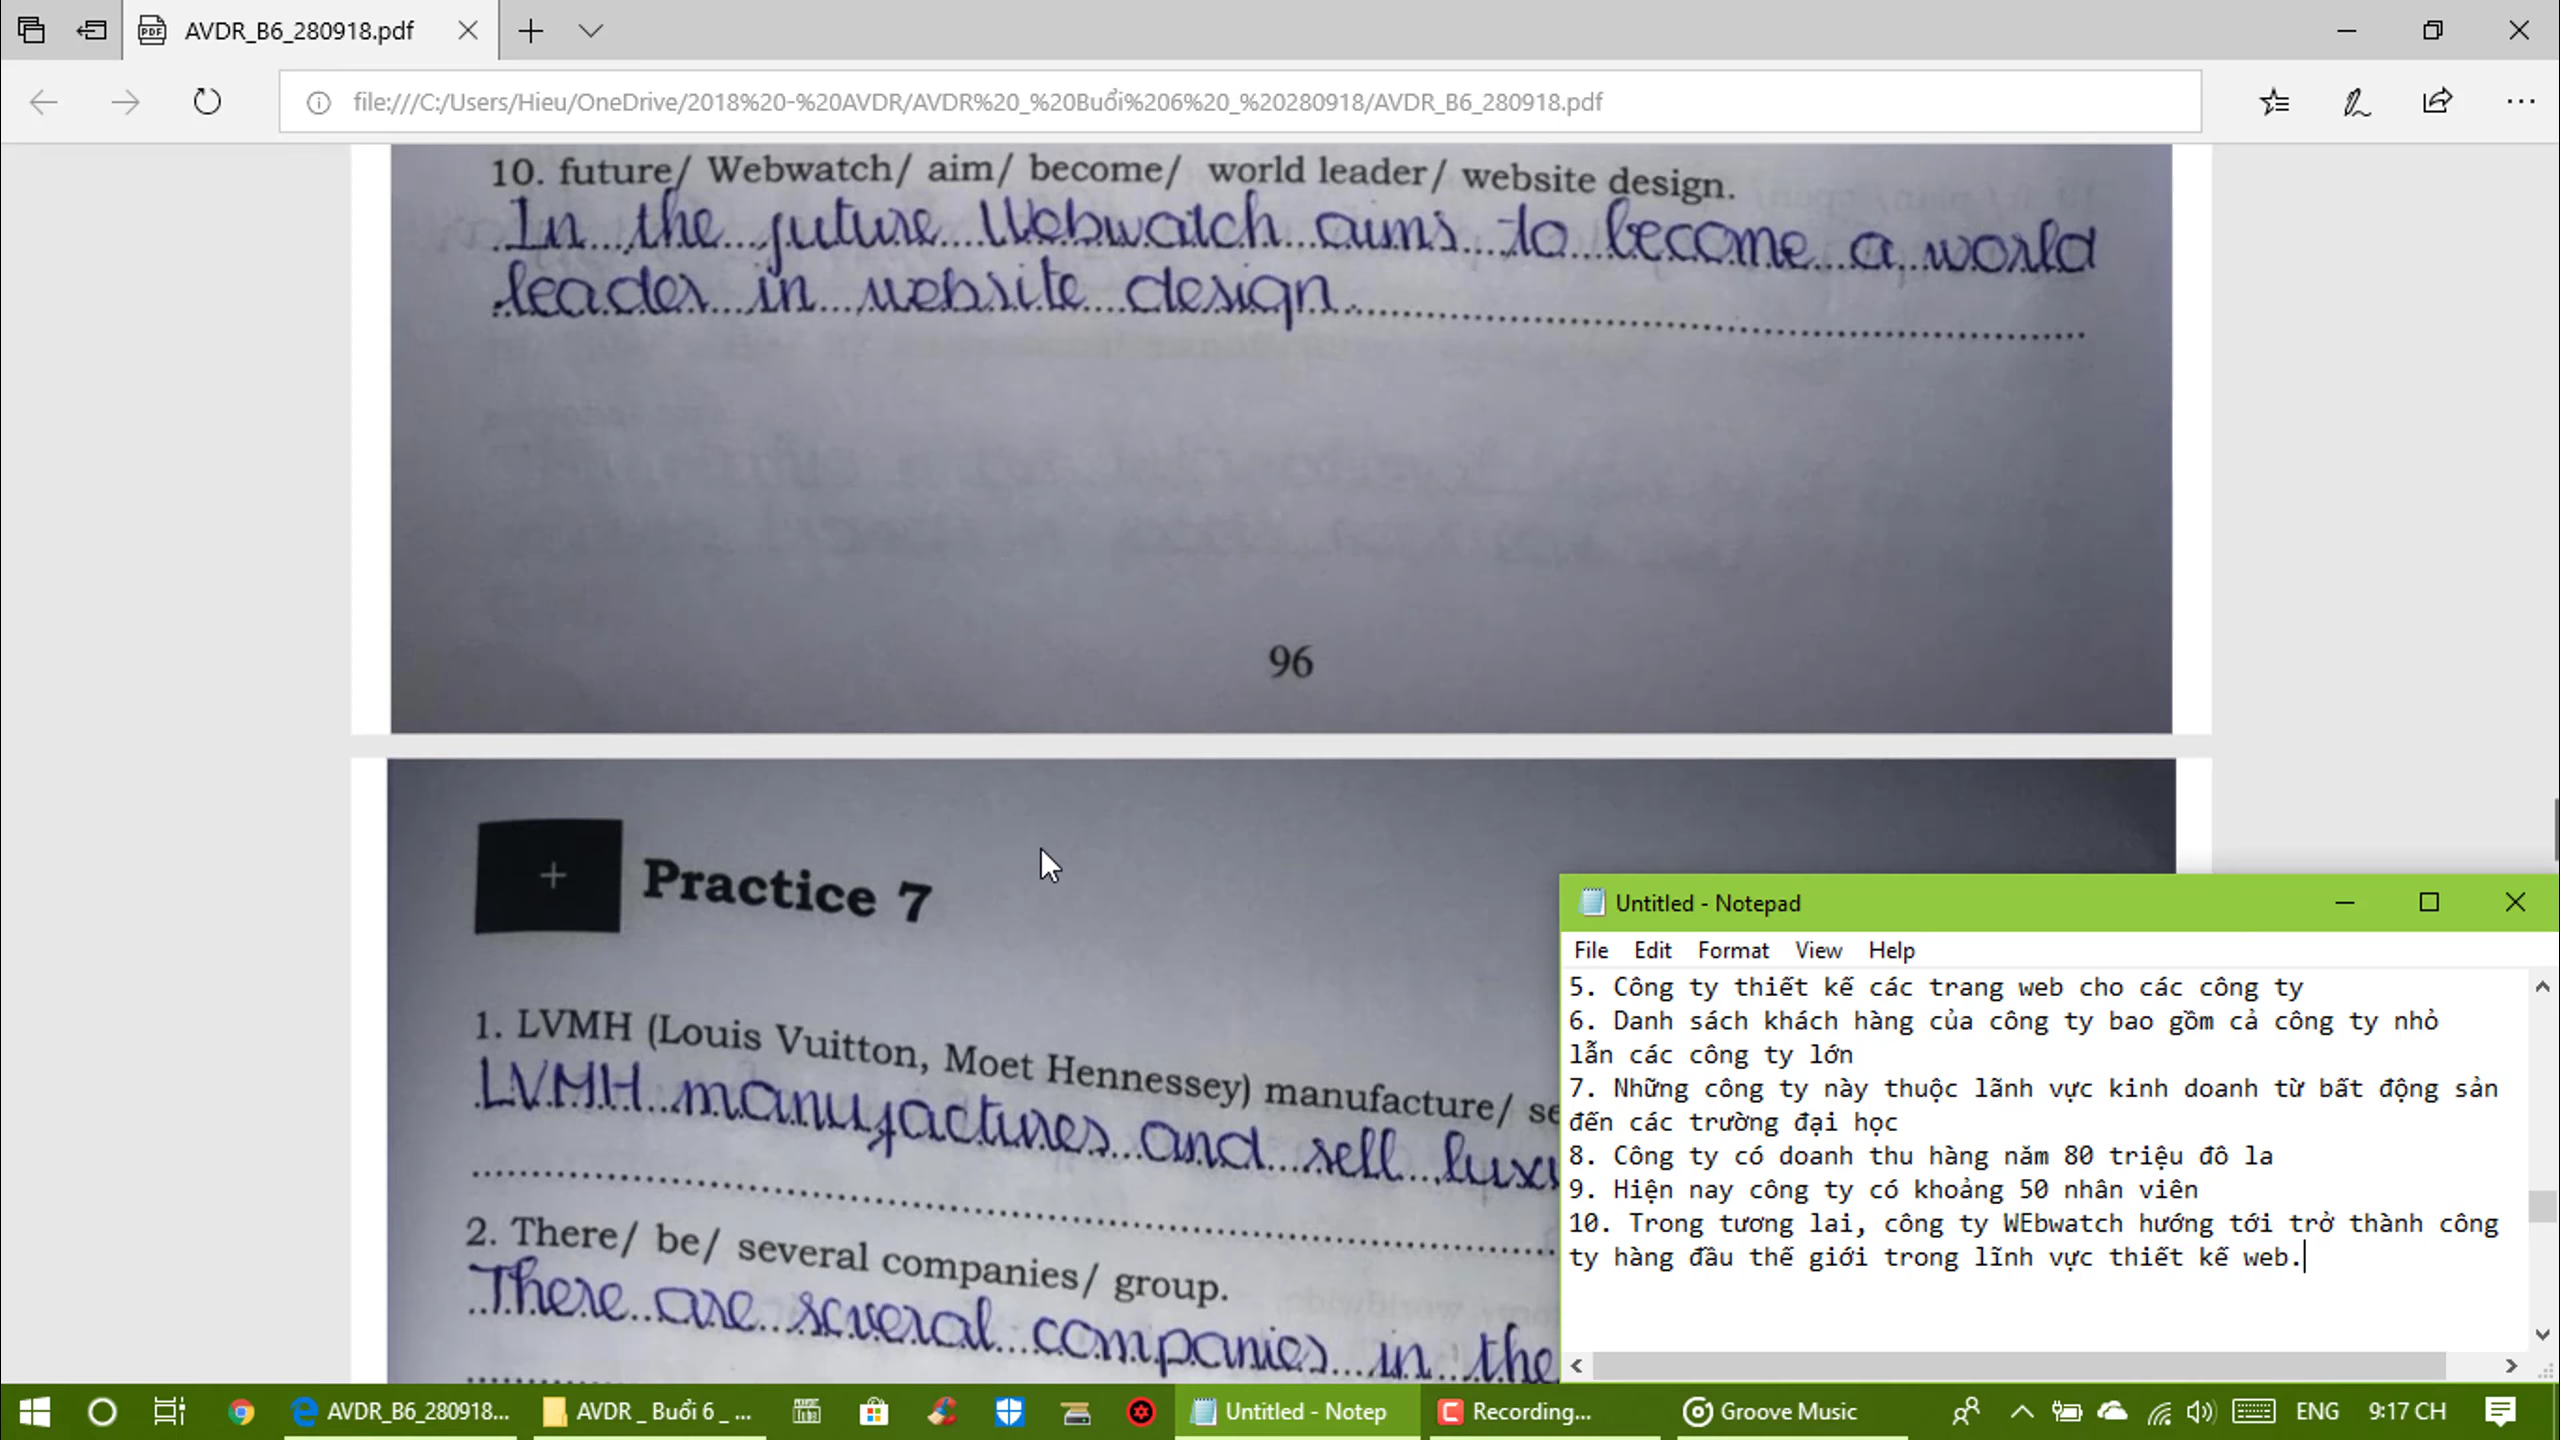 AVDR_B6_280918.pdf
file:///C:/Users/Hieu/OneDrive/2018%20-%20AVDR/AVDR%20_%20Buổi%206%20_%20280918/AVDR_B6_280918.pdf
10. future/ Webwatch/ aim/ become/ world leader/ website design.
In the future Webwatch aims to become a world
leader in website design
96
+
Practice 7
1. LVMH (Louis Vuitton, Moet Hennessey) manufacture/ se
LVMH manufactures and sell luxu
2. There/ be/ several companies/ group.
There are several companies in the
Untitled - Notepad
File Edit Format View Help
5. Công ty thiết kế các trang web cho các công ty
6. Danh sách khách hàng của công ty bao gồm cả công ty nhỏ
lẫn các công ty lớn
7. Những công ty này thuộc lãnh vực kinh doanh từ bất động sản
đến các trường đại học
8. Công ty có doanh thu hàng năm 80 triệu đô la
9. Hiện nay công ty có khoảng 50 nhân viên
10. Trong tương lai, công ty WEbwatch hướng tới trở thành công
ty hàng đầu thế giới trong lĩnh vực thiết kế web.
AVDR_B6_280918... AVDR _ Buổi 6 _ ... Untitled - Notep Recording... Groove Music ENG 9:17 CH